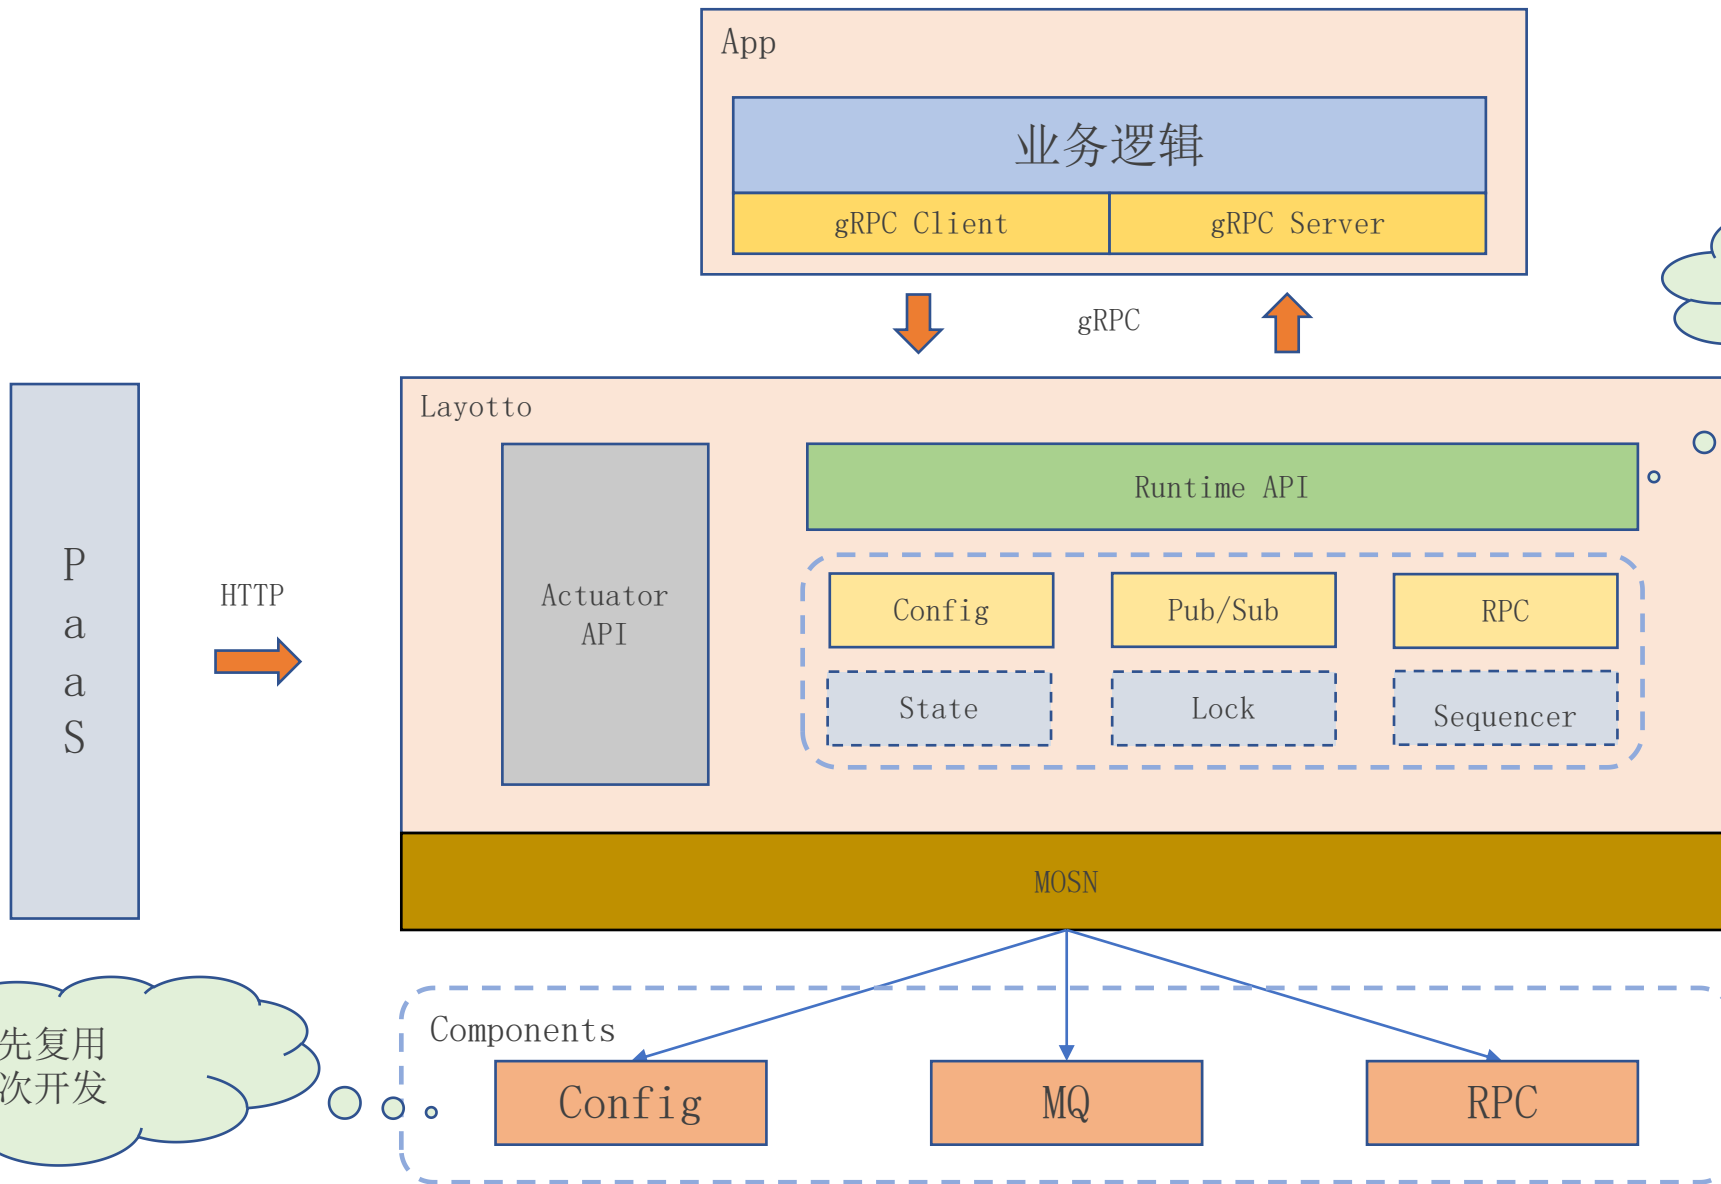 App
业务逻辑
gRPC Client
gRPC Server
gRPC
Layotto
Runtime API
Actuator
API
Config
Pub/Sub
RPC
State
Lock
Sequencer
P
a
a
S
HTTP
MOSN
Components
Config
MQ
RPC
先复用
次开发